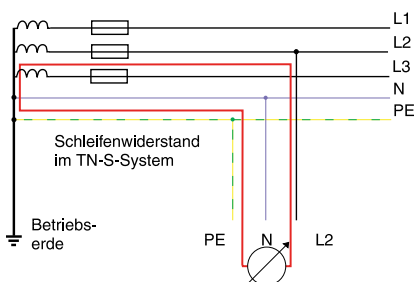 L1
L2
L3
N
PE
Schleifenwiderstand
im TN-S-System
Betriebs-
erde
PE N L2